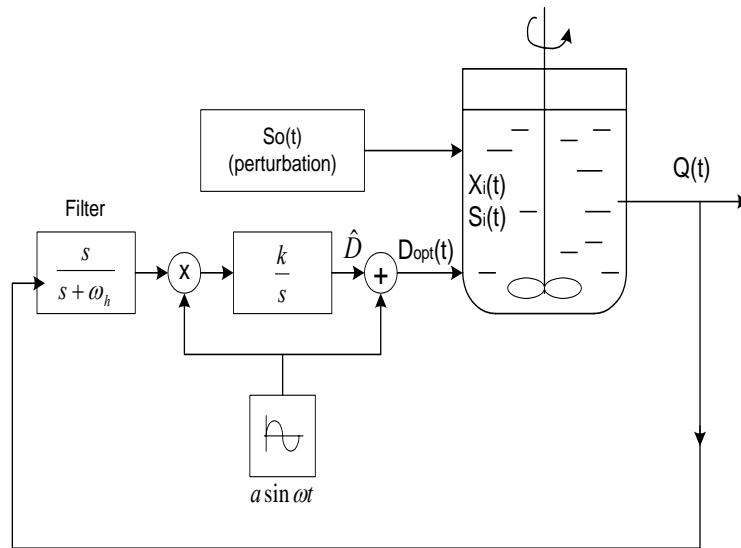 So(t)
(perturbation)
Xi(t)
Si(t)
Q(t)
Filter
s
s + ωh
x
k
s
D̂
+
Dopt(t)
a sin ωt